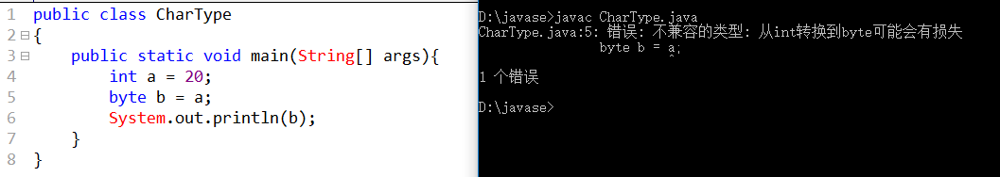 1 public class CharType
2 {
3     public static void main(String[] args){
4         int a = 20;
5         byte b = a;
6         System.out.println(b);
7     }
8 }
D:\javase>javac CharType.java
CharType.java:5: 错误: 不兼容的类型: 从int转换到byte可能会有损失
                byte b = a;
                         ^
1 个错误
D:\javase>